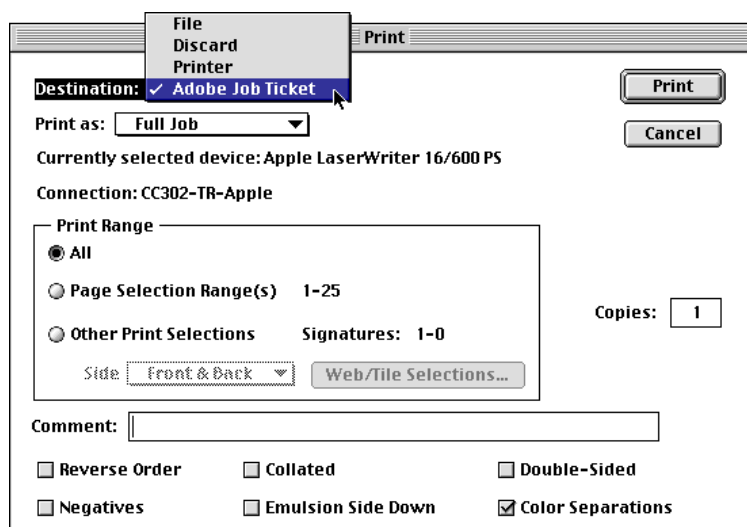 File
Discard
Print
Printer
Destination: ✓ Adobe Job Ticket
Print
Print as: Full Job
Cancel
Currently selected device: Apple LaserWriter 16/600 PS
Connection: CC302-TR-Apple
Print Range
All
Page Selection Range(s) 1-25
Copies: 1
Other Print Selections Signatures: 1-0
Side Front & Back Web/Tile Selections...
Comment:
Reverse Order Collated Double-Sided
Negatives Emulsion Side Down Color Separations